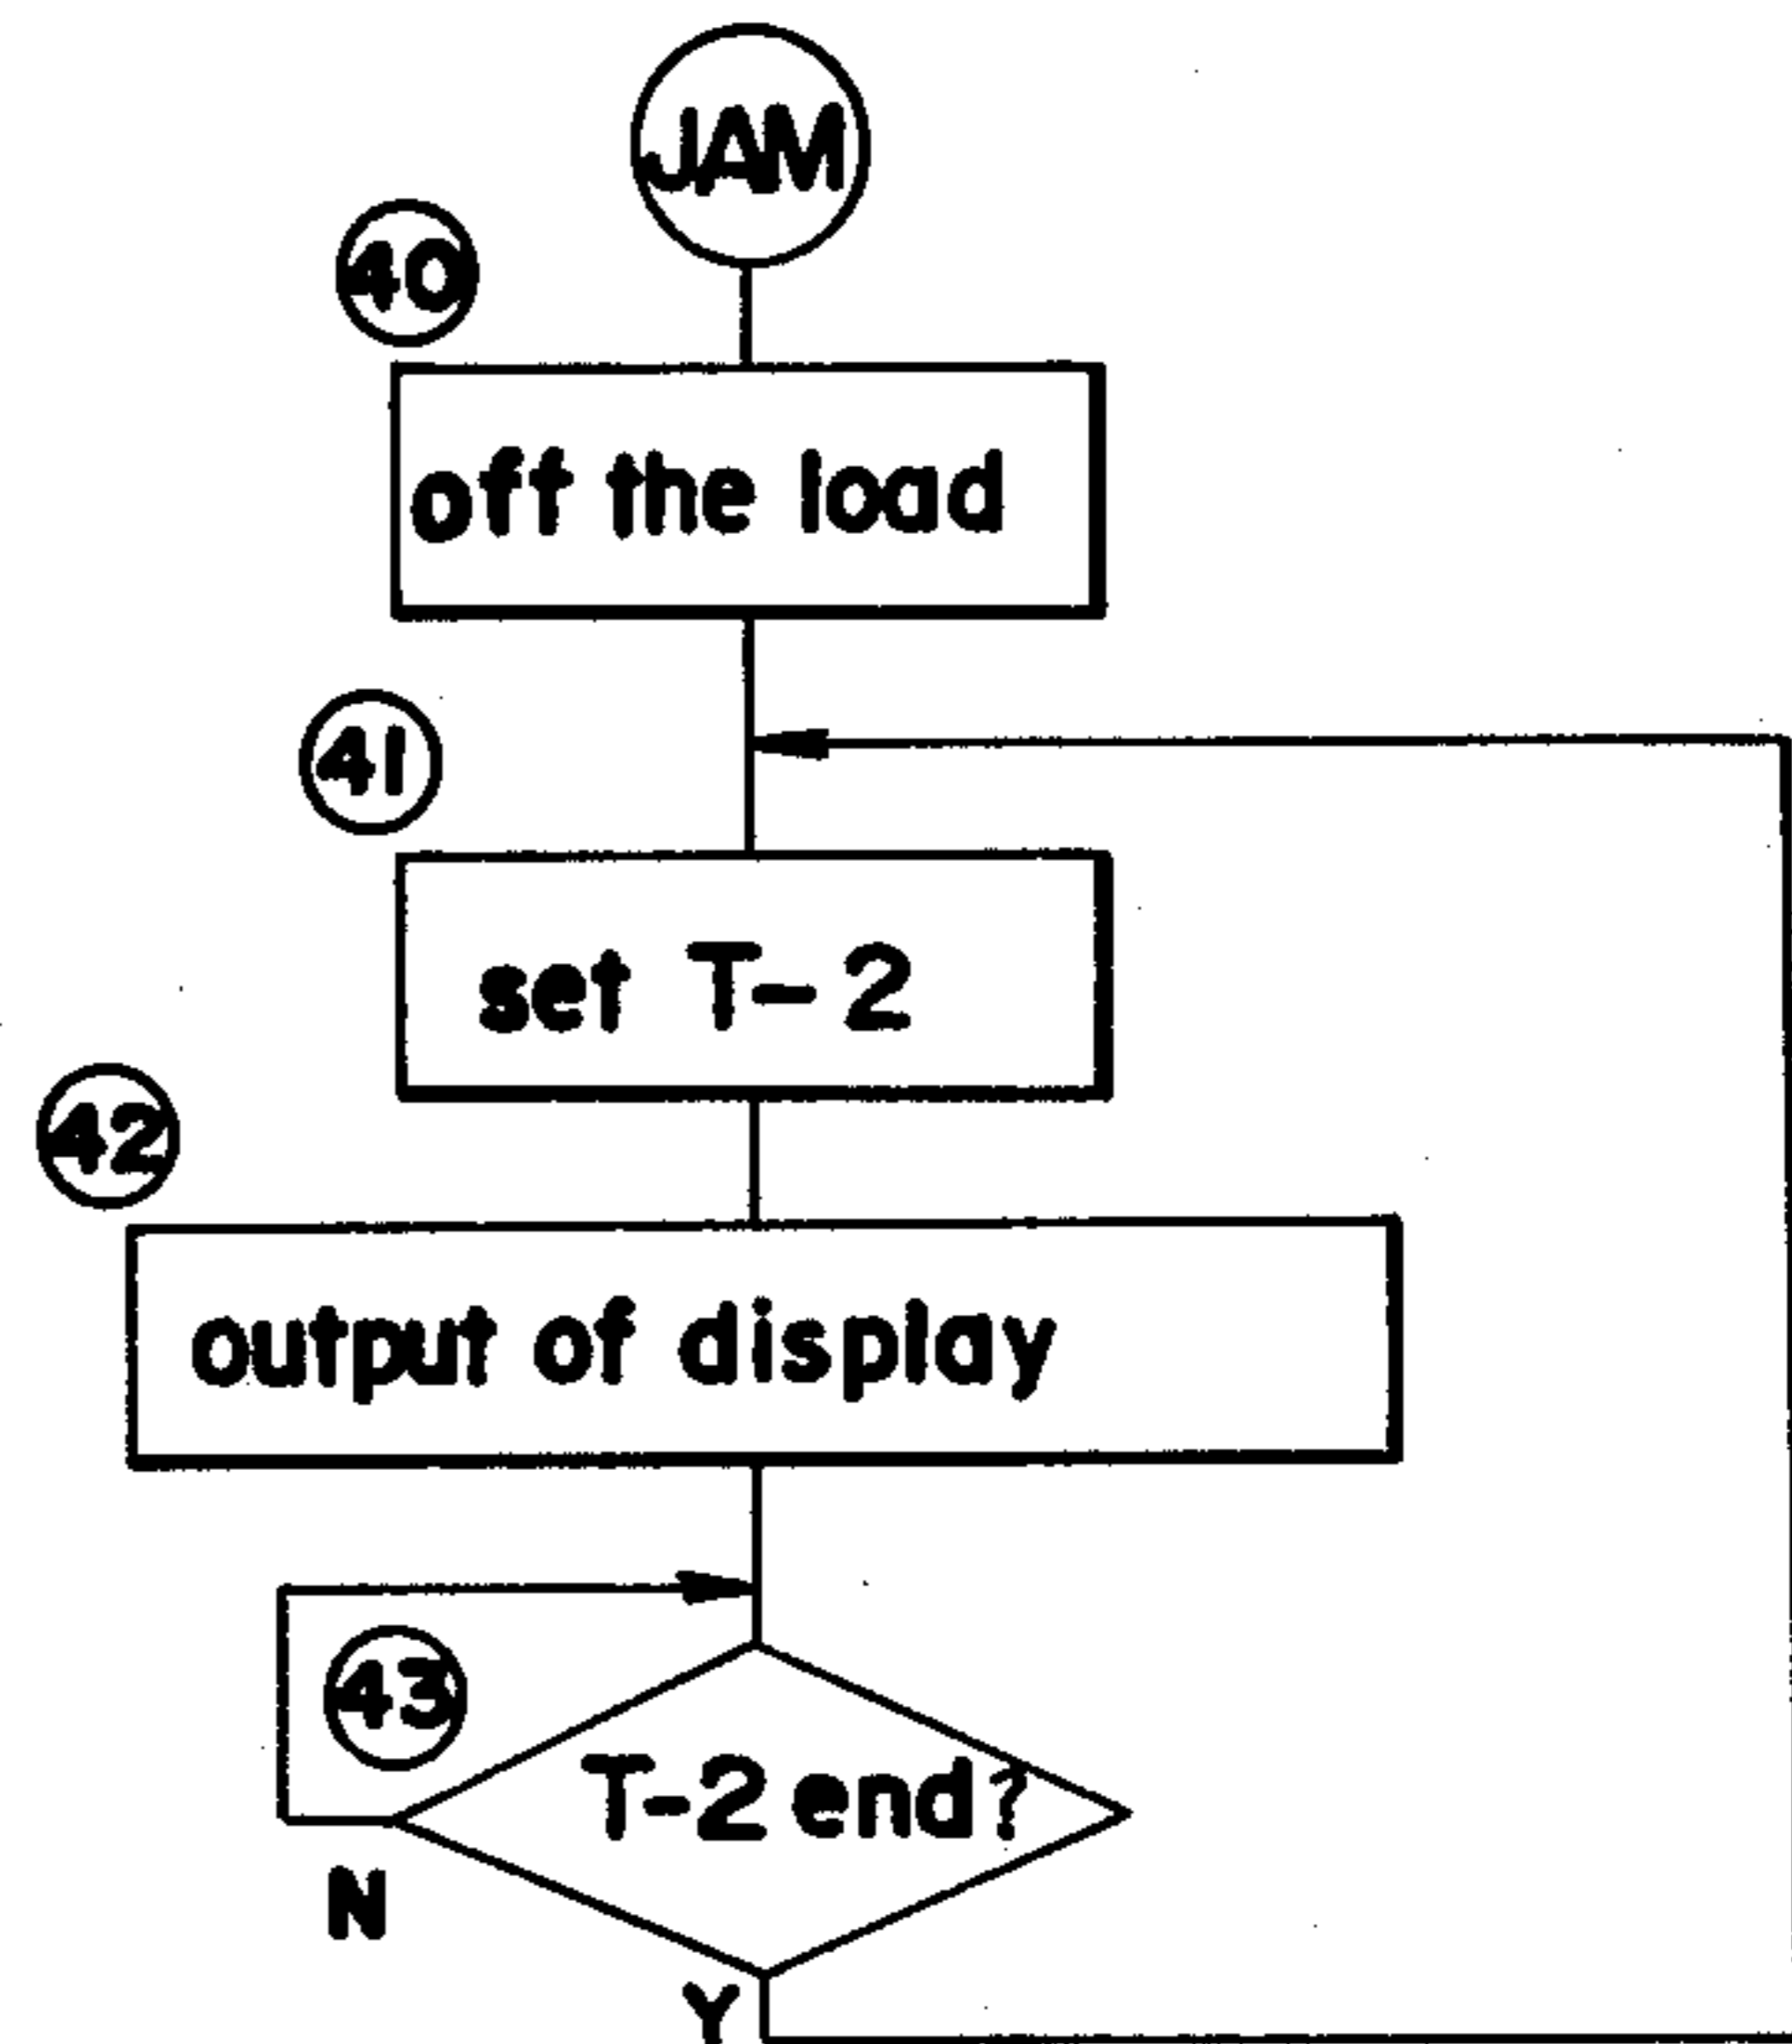 JAM
40
off the load
41
set T-2
42
output of display
43
T-2 end?
N
Y